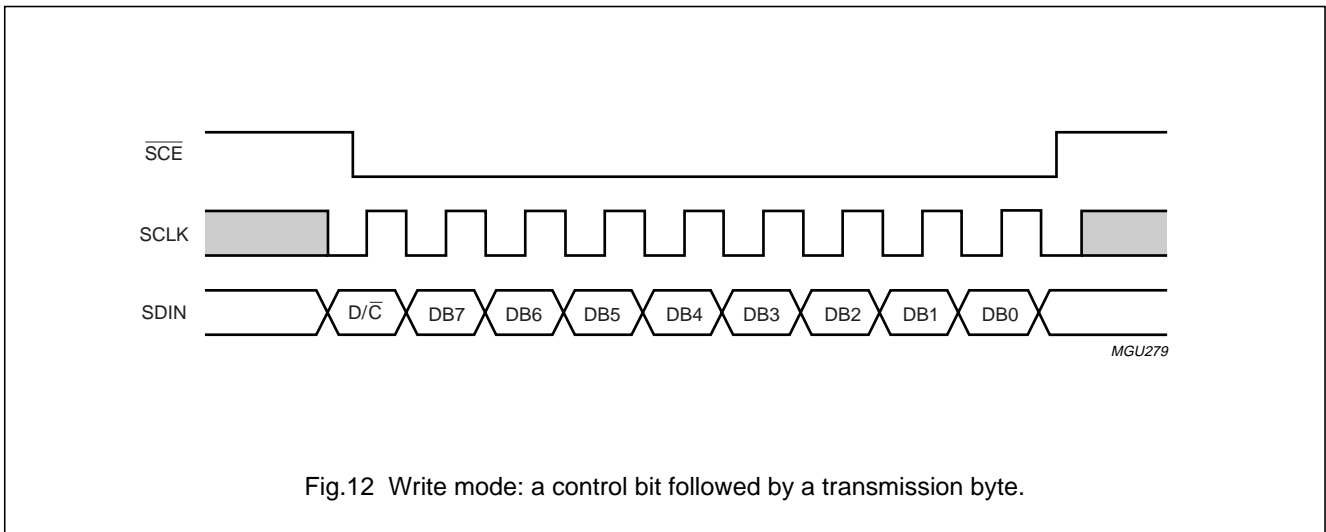 S̅C̅E̅
SCLK
SDIN D/C̅ DB7 DB6 DB5 DB4 DB3 DB2 DB1 DB0
MGU279
Fig.12 Write mode: a control bit followed by a transmission byte.